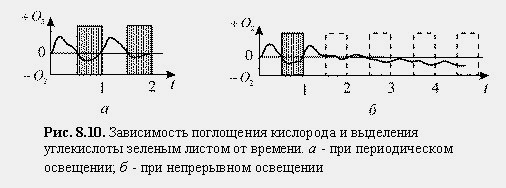 +O₂
0
−O₂
1
2
t
а
+O₂
0
−O₂
1
2
3
4
t
б
Рис. 8.10. Зависимость поглощения кислорода и выделения
углекислоты зеленым листом от времени. а - при периодическом
освещении; б - при непрерывном освещении